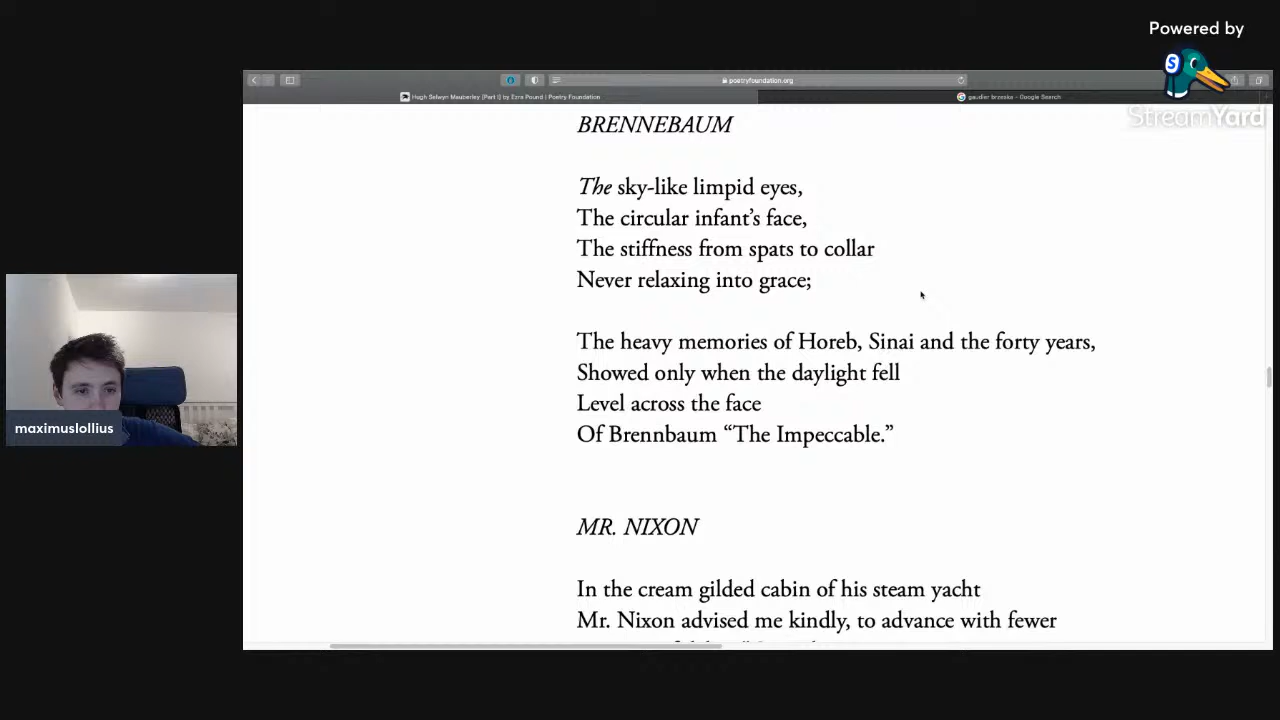 Powered by
S
StreamYard
poetryfoundation.org
Hugh Selwyn Mauberley (Part I) by Ezra Pound | Poetry Foundation
gaudier brzeska - Google Search
BRENNEBAUM
The sky-like limpid eyes,
The circular infant's face,
The stiffness from spats to collar
Never relaxing into grace;
The heavy memories of Horeb, Sinai and the forty years,
Showed only when the daylight fell
Level across the face
Of Brennbaum “The Impeccable.”
MR. NIXON
In the cream gilded cabin of his steam yacht
Mr. Nixon advised me kindly, to advance with fewer
maximuslollius